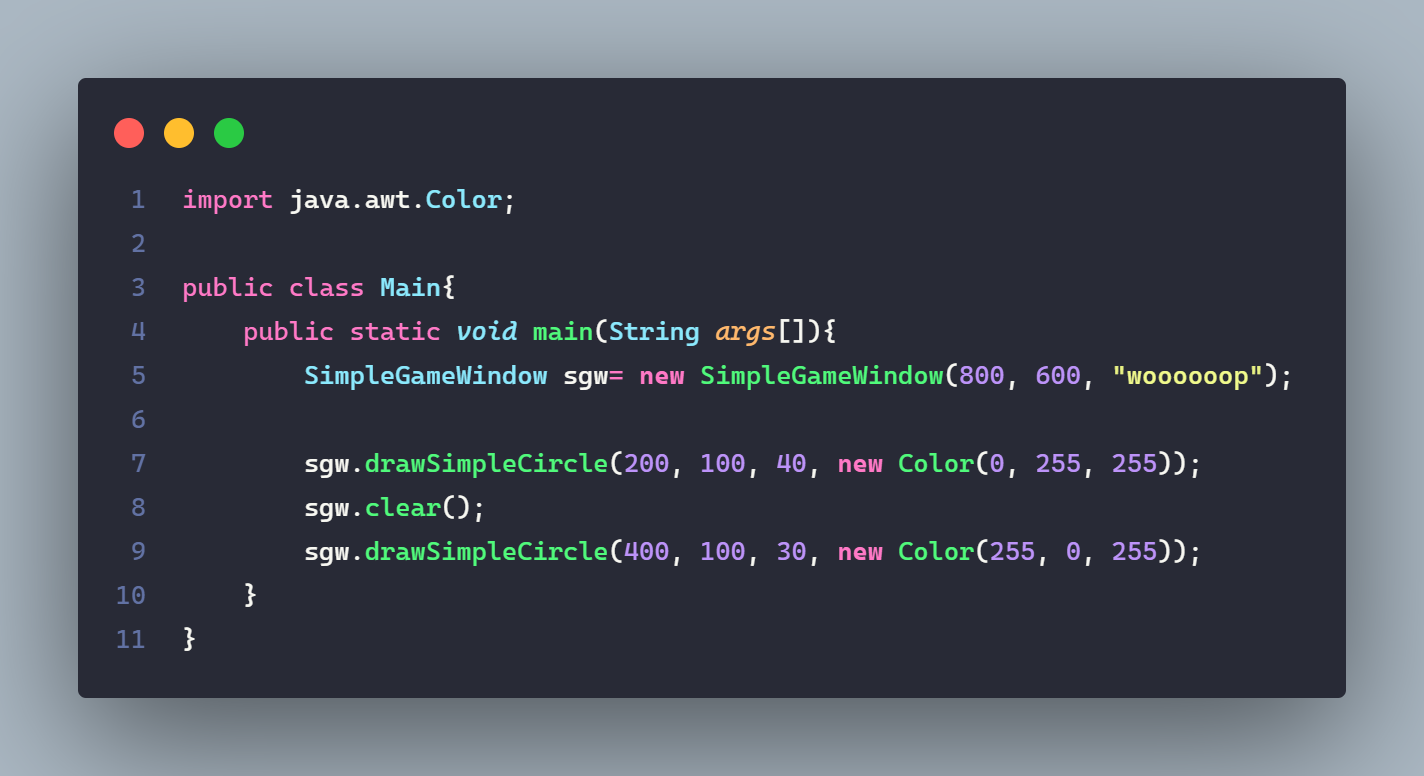 1 import java.awt.Color;
2
3 public class Main{
4     public static void main(String args[]){
5         SimpleGameWindow sgw= new SimpleGameWindow(800, 600, "woooooop");
6
7         sgw.drawSimpleCircle(200, 100, 40, new Color(0, 255, 255));
8         sgw.clear();
9         sgw.drawSimpleCircle(400, 100, 30, new Color(255, 0, 255));
10     }
11 }